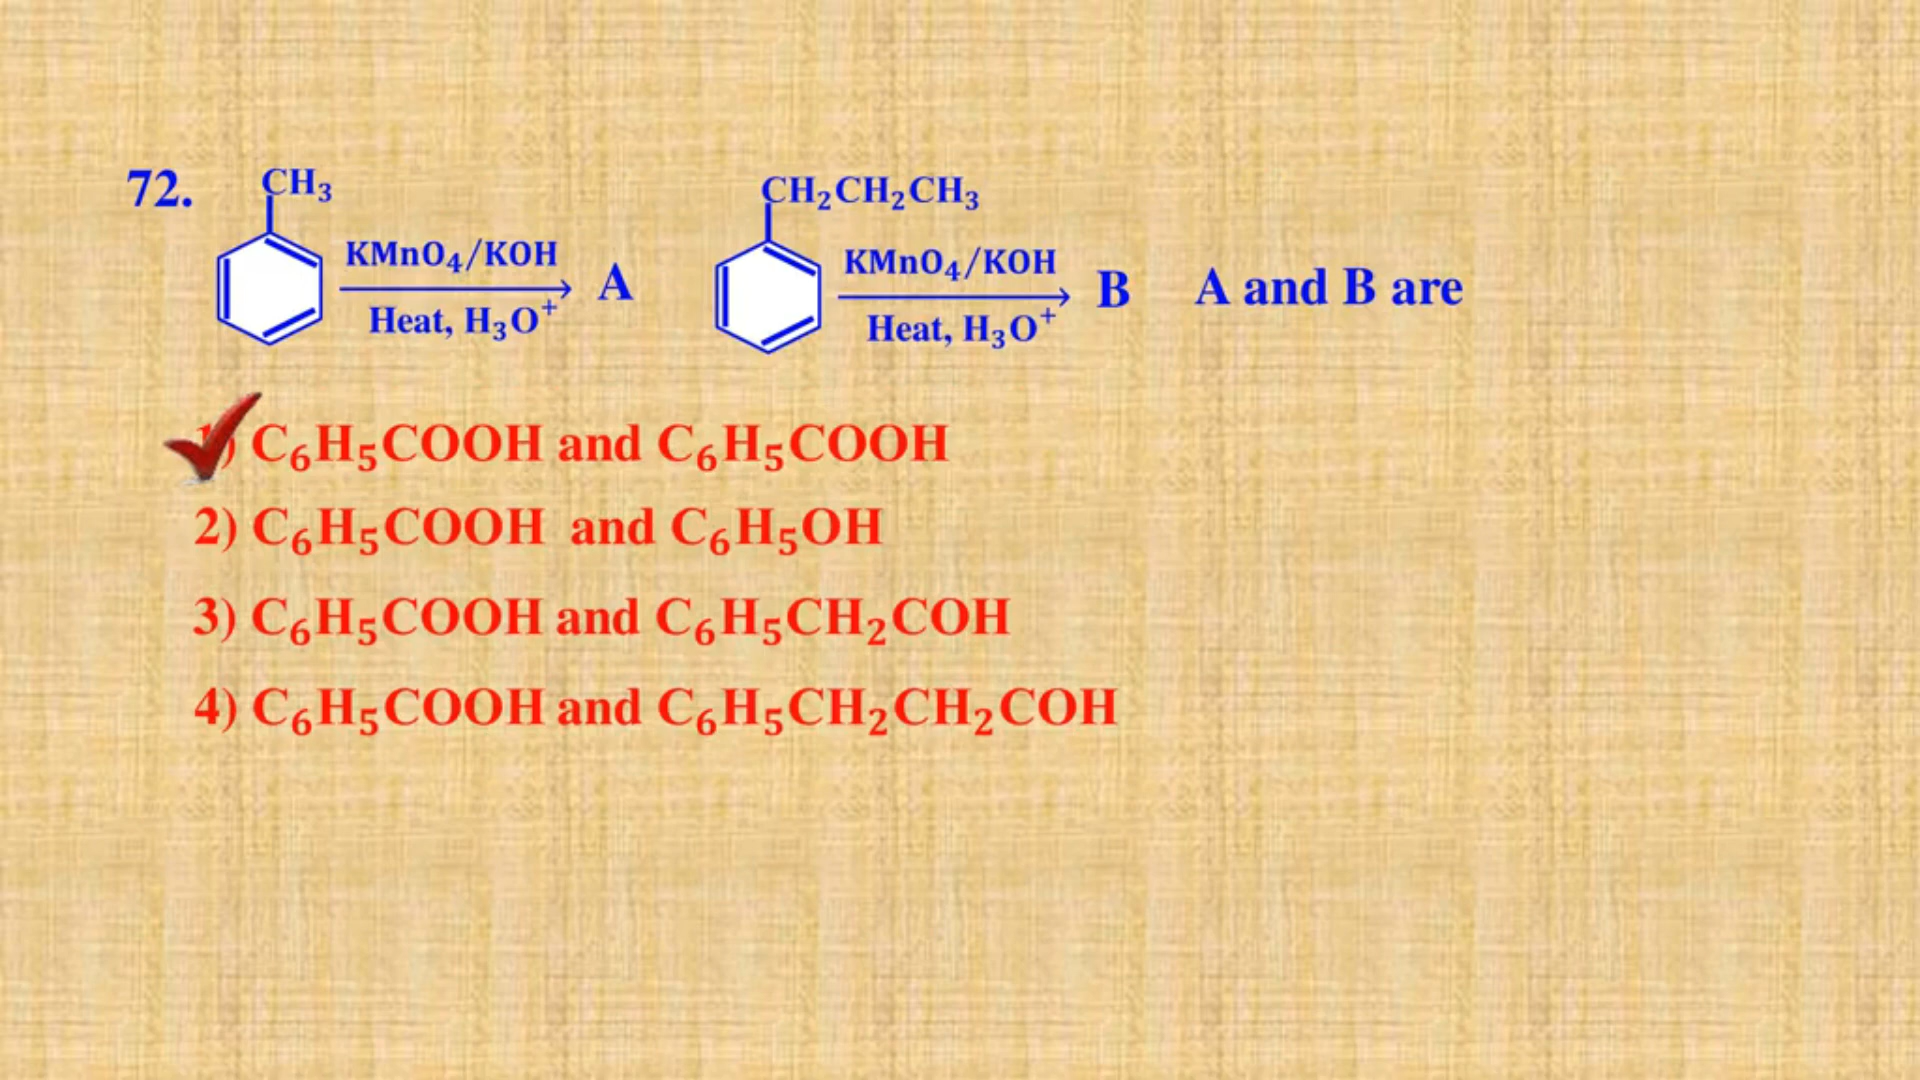 72.
CH₃
KMnO₄/KOH
Heat, H₃O⁺
A
CH₂CH₂CH₃
KMnO₄/KOH
Heat, H₃O⁺
B
A and B are
1) C₆H₅COOH and C₆H₅COOH
2) C₆H₅COOH and C₆H₅OH
3) C₆H₅COOH and C₆H₅CH₂COH
4) C₆H₅COOH and C₆H₅CH₂CH₂COH